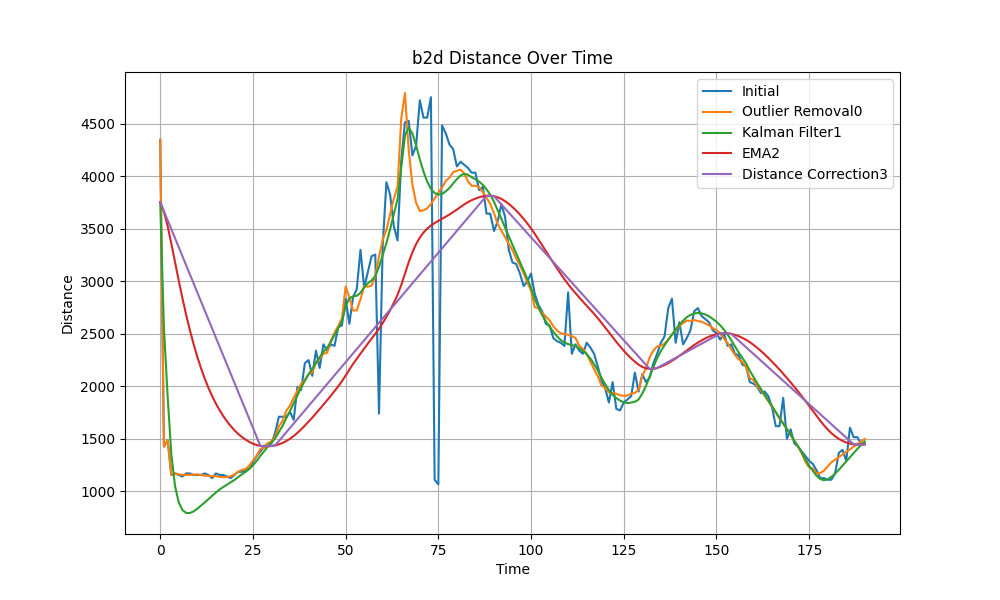 b2d Distance Over Time
Initial
Outlier Removal0
Kalman Filter1
EMA2
Distance Correction3
Distance
4500
4000
3500
3000
2500
2000
1500
1000
0 25 50 75 100 125 150 175
Time